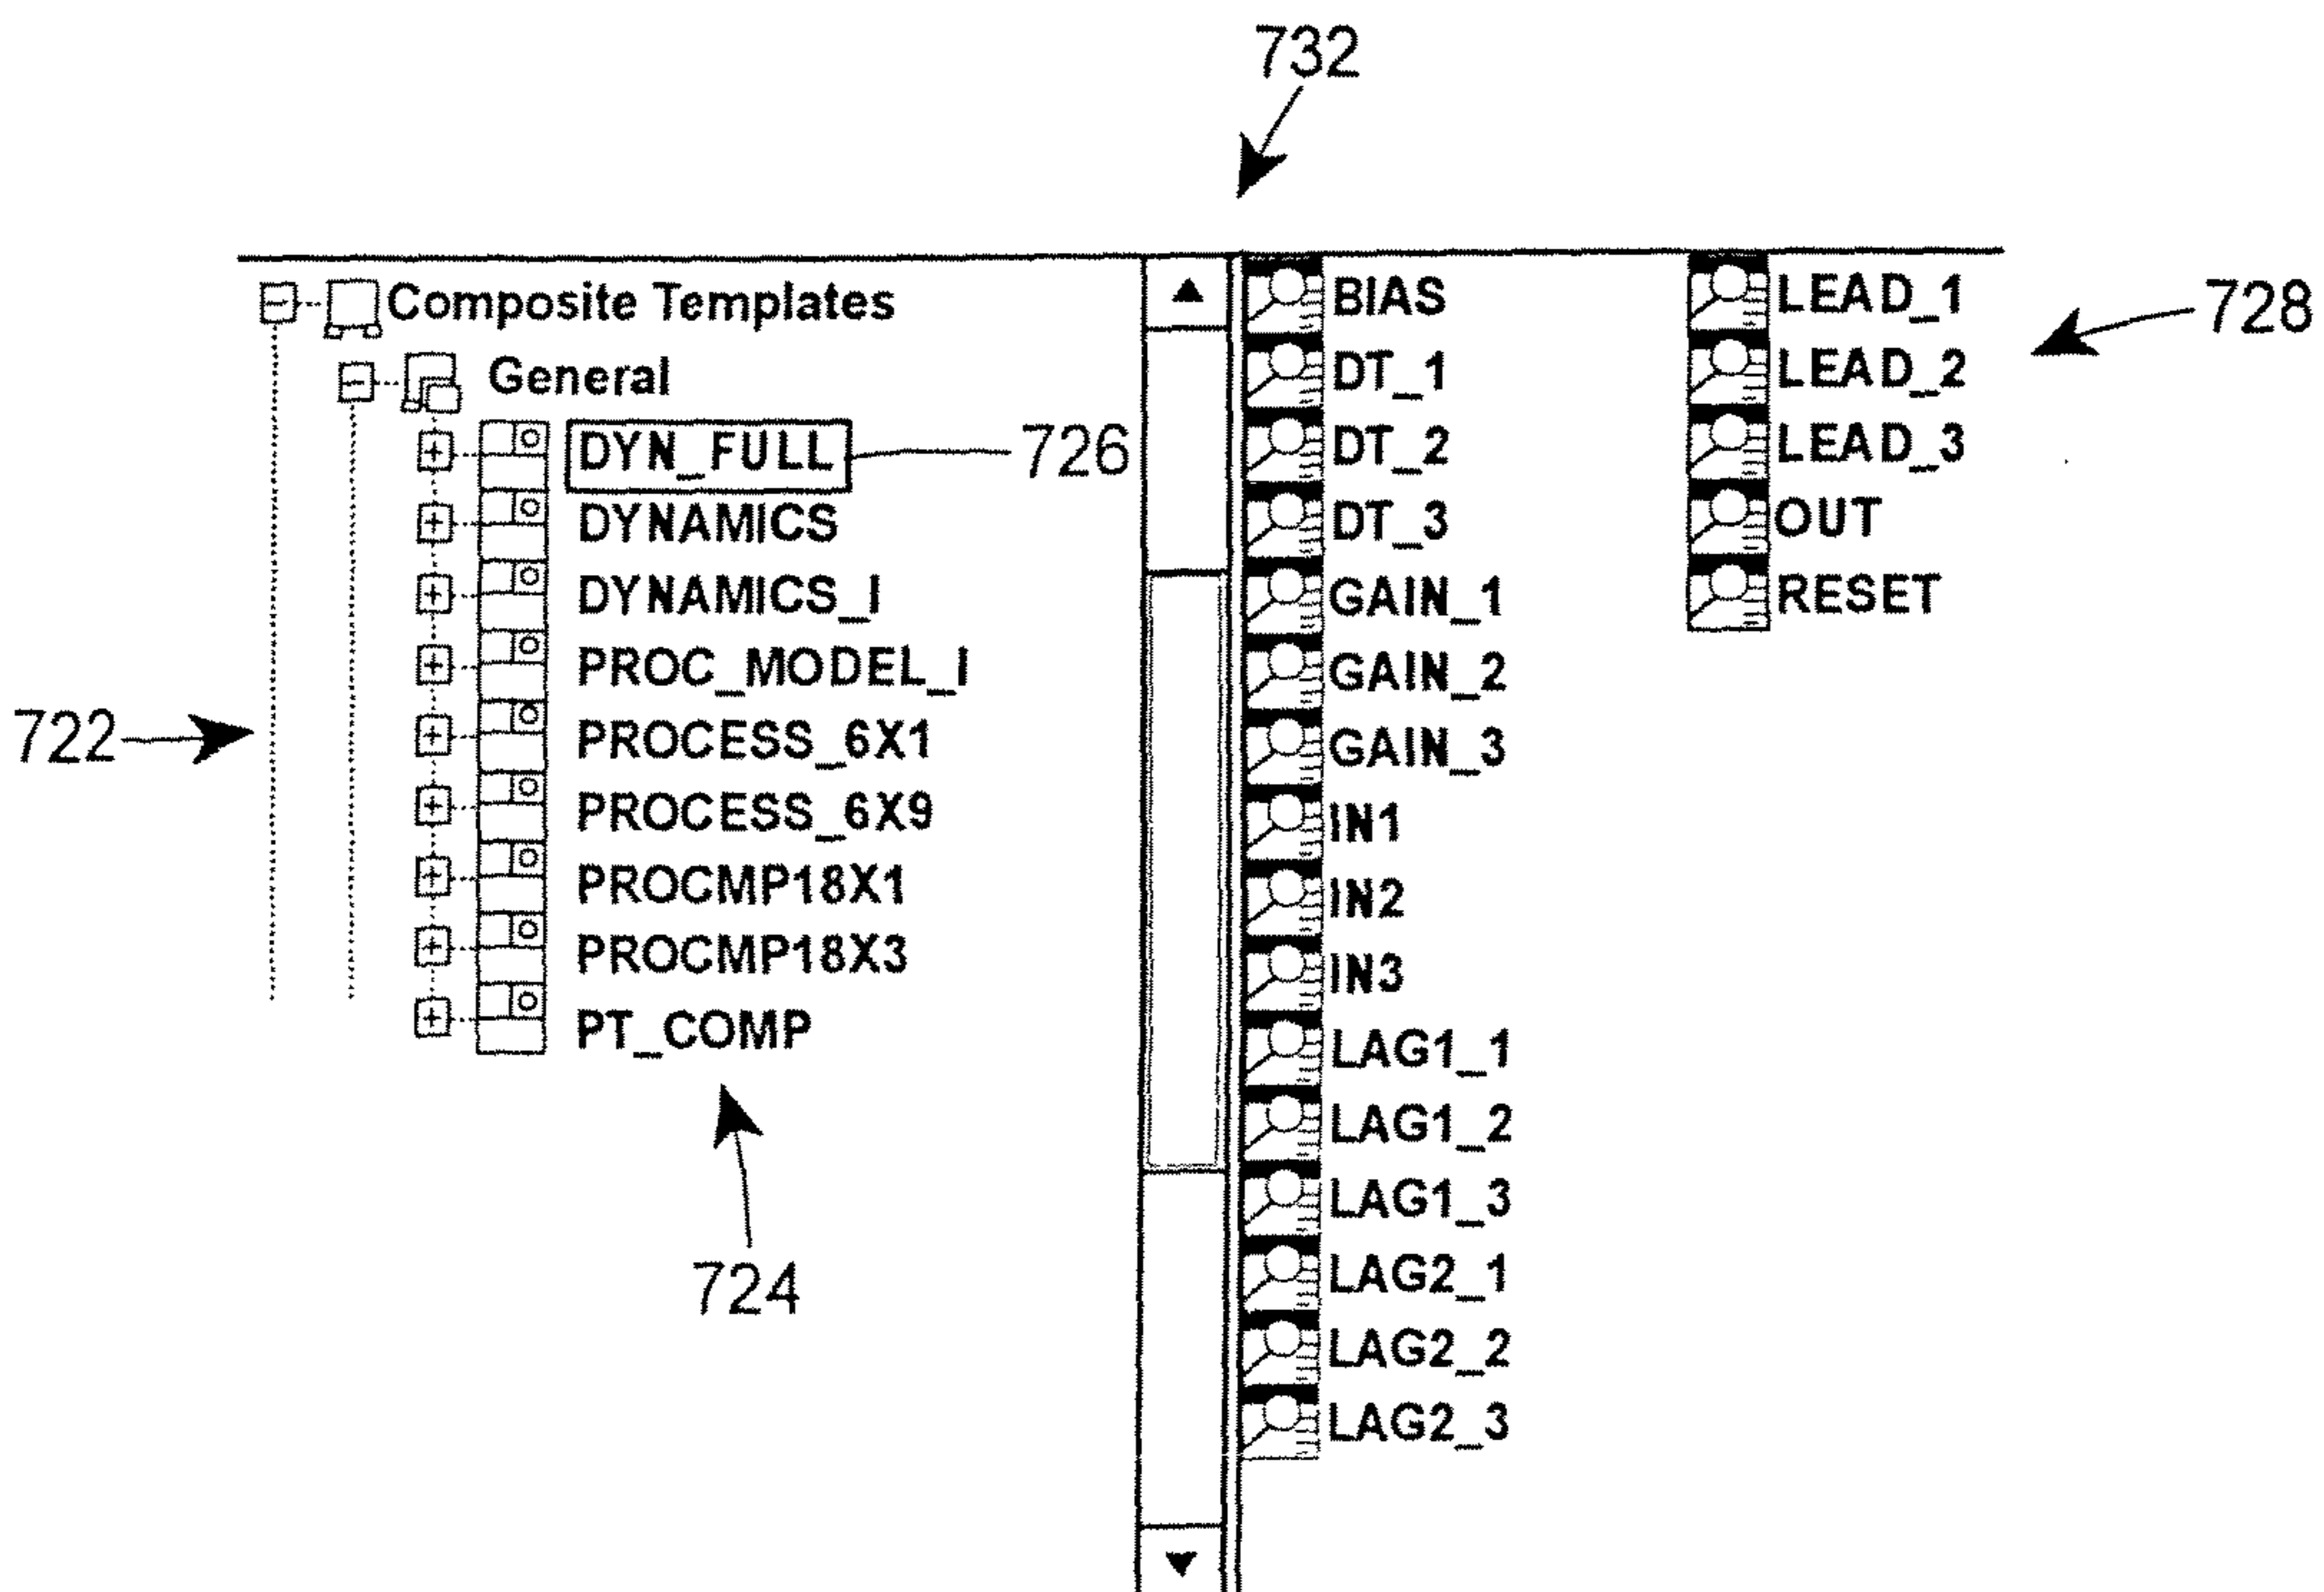 732
Composite Templates
General
DYN_FULL
DYNAMICS
DYNAMICS_I
PROC_MODEL_I
PROCESS_6X1
PROCESS_6X9
PROCMP18X1
PROCMP18X3
PT_COMP
726
722
724
BIAS
DT_1
DT_2
DT_3
GAIN_1
GAIN_2
GAIN_3
IN1
IN2
IN3
LAG1_1
LAG1_2
LAG1_3
LAG2_1
LAG2_2
LAG2_3
LEAD_1
LEAD_2
LEAD_3
OUT
RESET
728